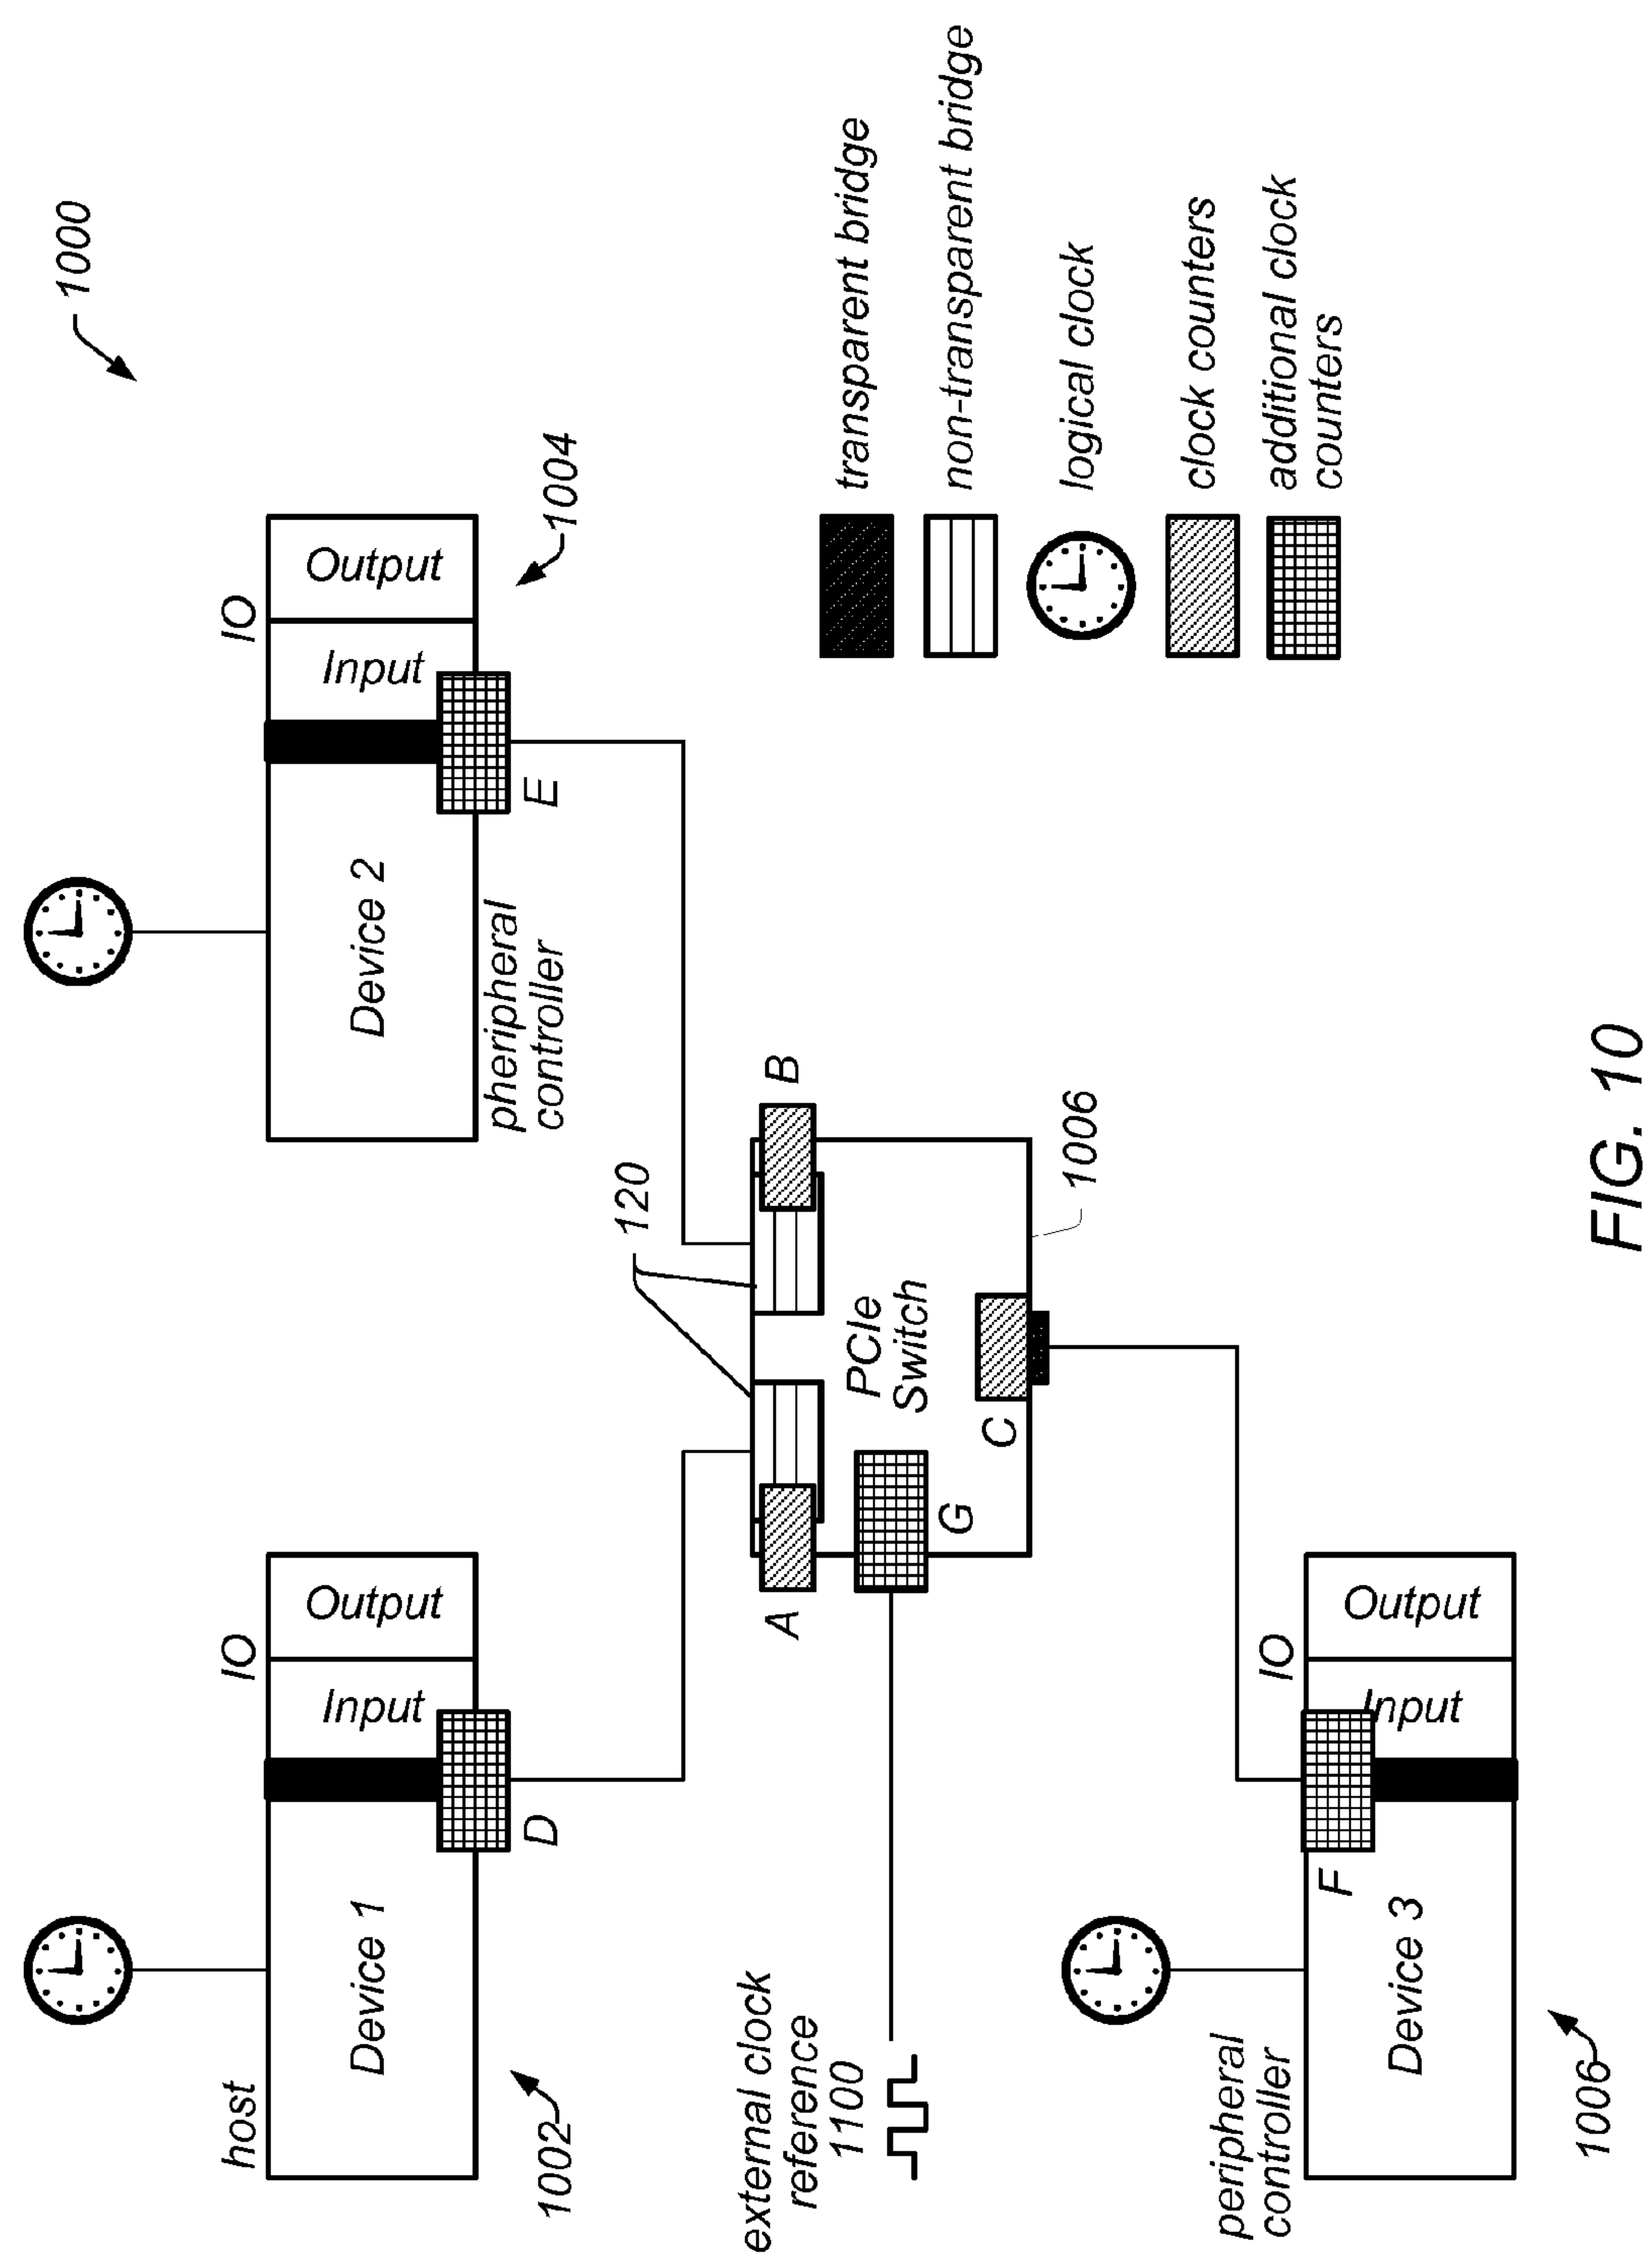 1000
host
Device 1
IO
Input
Output
D
1002
Device 2
IO
Input
Output
E
pheripheral
controller
1004
120
external clock
reference
1100
A
B
PCIe
Switch
G
C
1006
peripheral
controller
Device 3
IO
Input
Output
F
1006
transparent bridge
non-transparent bridge
logical clock
clock counters
additional clock
counters
FIG. 10